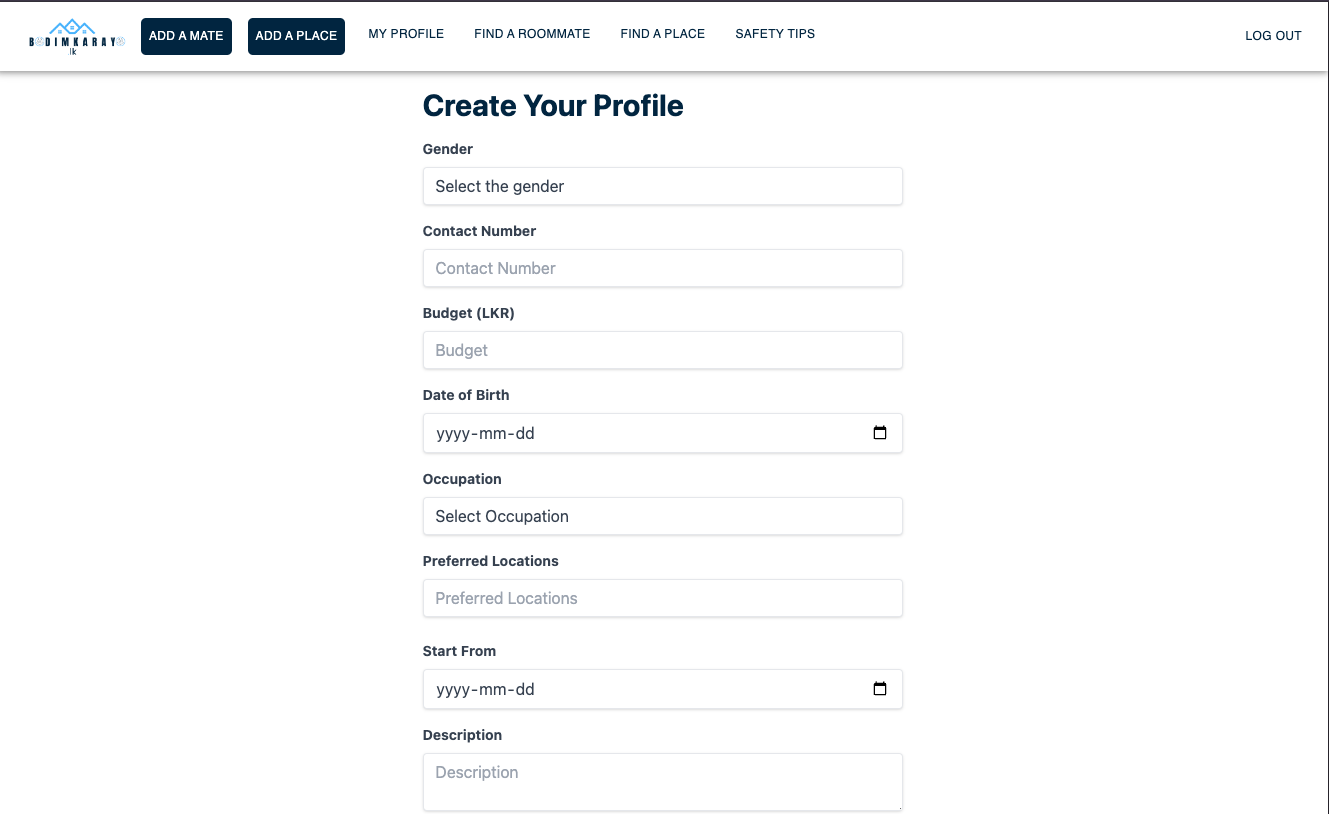 BODIMKARAYO
lk
ADD A MATE
ADD A PLACE
MY PROFILE
FIND A ROOMMATE
FIND A PLACE
SAFETY TIPS
LOG OUT
Create Your Profile
Gender
Select the gender
Contact Number
Contact Number
Budget (LKR)
Budget
Date of Birth
yyyy-mm-dd
Occupation
Select Occupation
Preferred Locations
Preferred Locations
Start From
yyyy-mm-dd
Description
Description